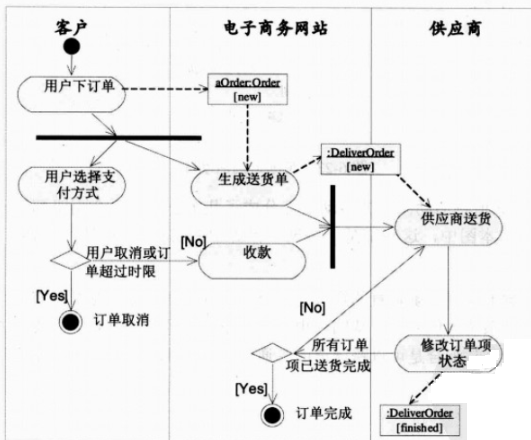 客户
电子商务网站
供应商
用户下订单
aOrder:Order
[new]
:DeliverOrder
[new]
用户选择支
付方式
生成送货单
供应商送货
用户取消或订
单超过时限
[No]
收款
[Yes]
订单取消
[No]
所有订单
项已送货完成
修改订单项
状态
[Yes]
订单完成
:DeliverOrder
[finished]